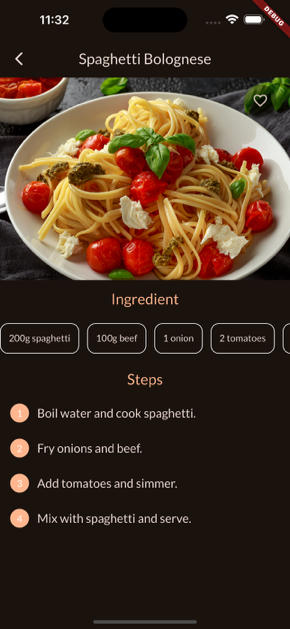 11:32
DEBUG
Spaghetti Bolognese
Ingredient
200g spaghetti
100g beef
1 onion
2 tomatoes
Steps
1 Boil water and cook spaghetti.
2 Fry onions and beef.
3 Add tomatoes and simmer.
4 Mix with spaghetti and serve.